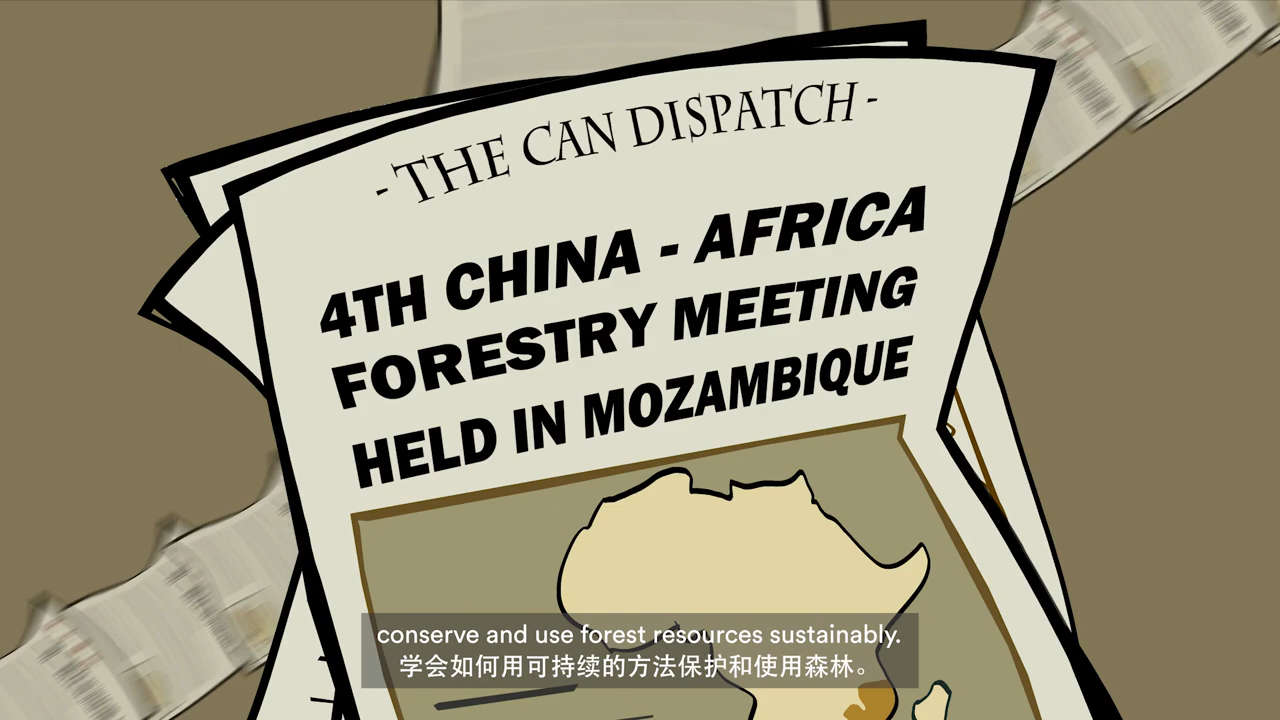 - THE CAN DISPATCH -
4TH CHINA - AFRICA
FORESTRY MEETING
HELD IN MOZAMBIQUE
conserve and use forest resources sustainably.
学会如何用可持续的方法保护和使用森林。